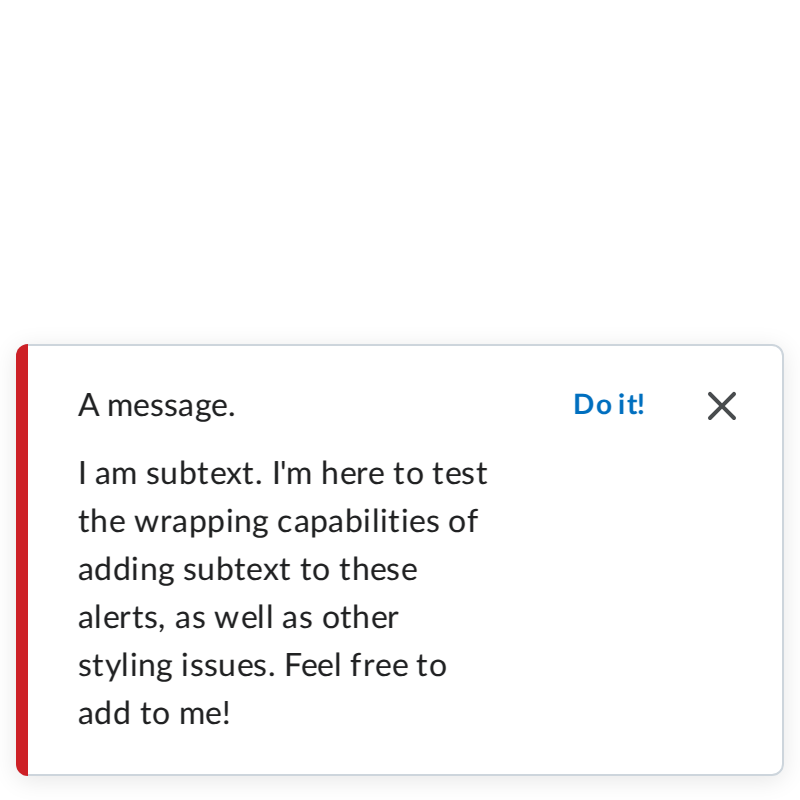 A message.
Do it!
I am subtext. I'm here to test
the wrapping capabilities of
adding subtext to these
alerts, as well as other
styling issues. Feel free to
add to me!